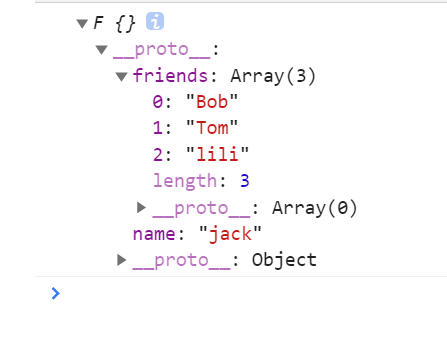 ▼ F {} i
▼ __proto__:
▼ friends: Array(3)
0: "Bob"
1: "Tom"
2: "lili"
length: 3
▶ __proto__: Array(0)
name: "jack"
▶ __proto__: Object
>